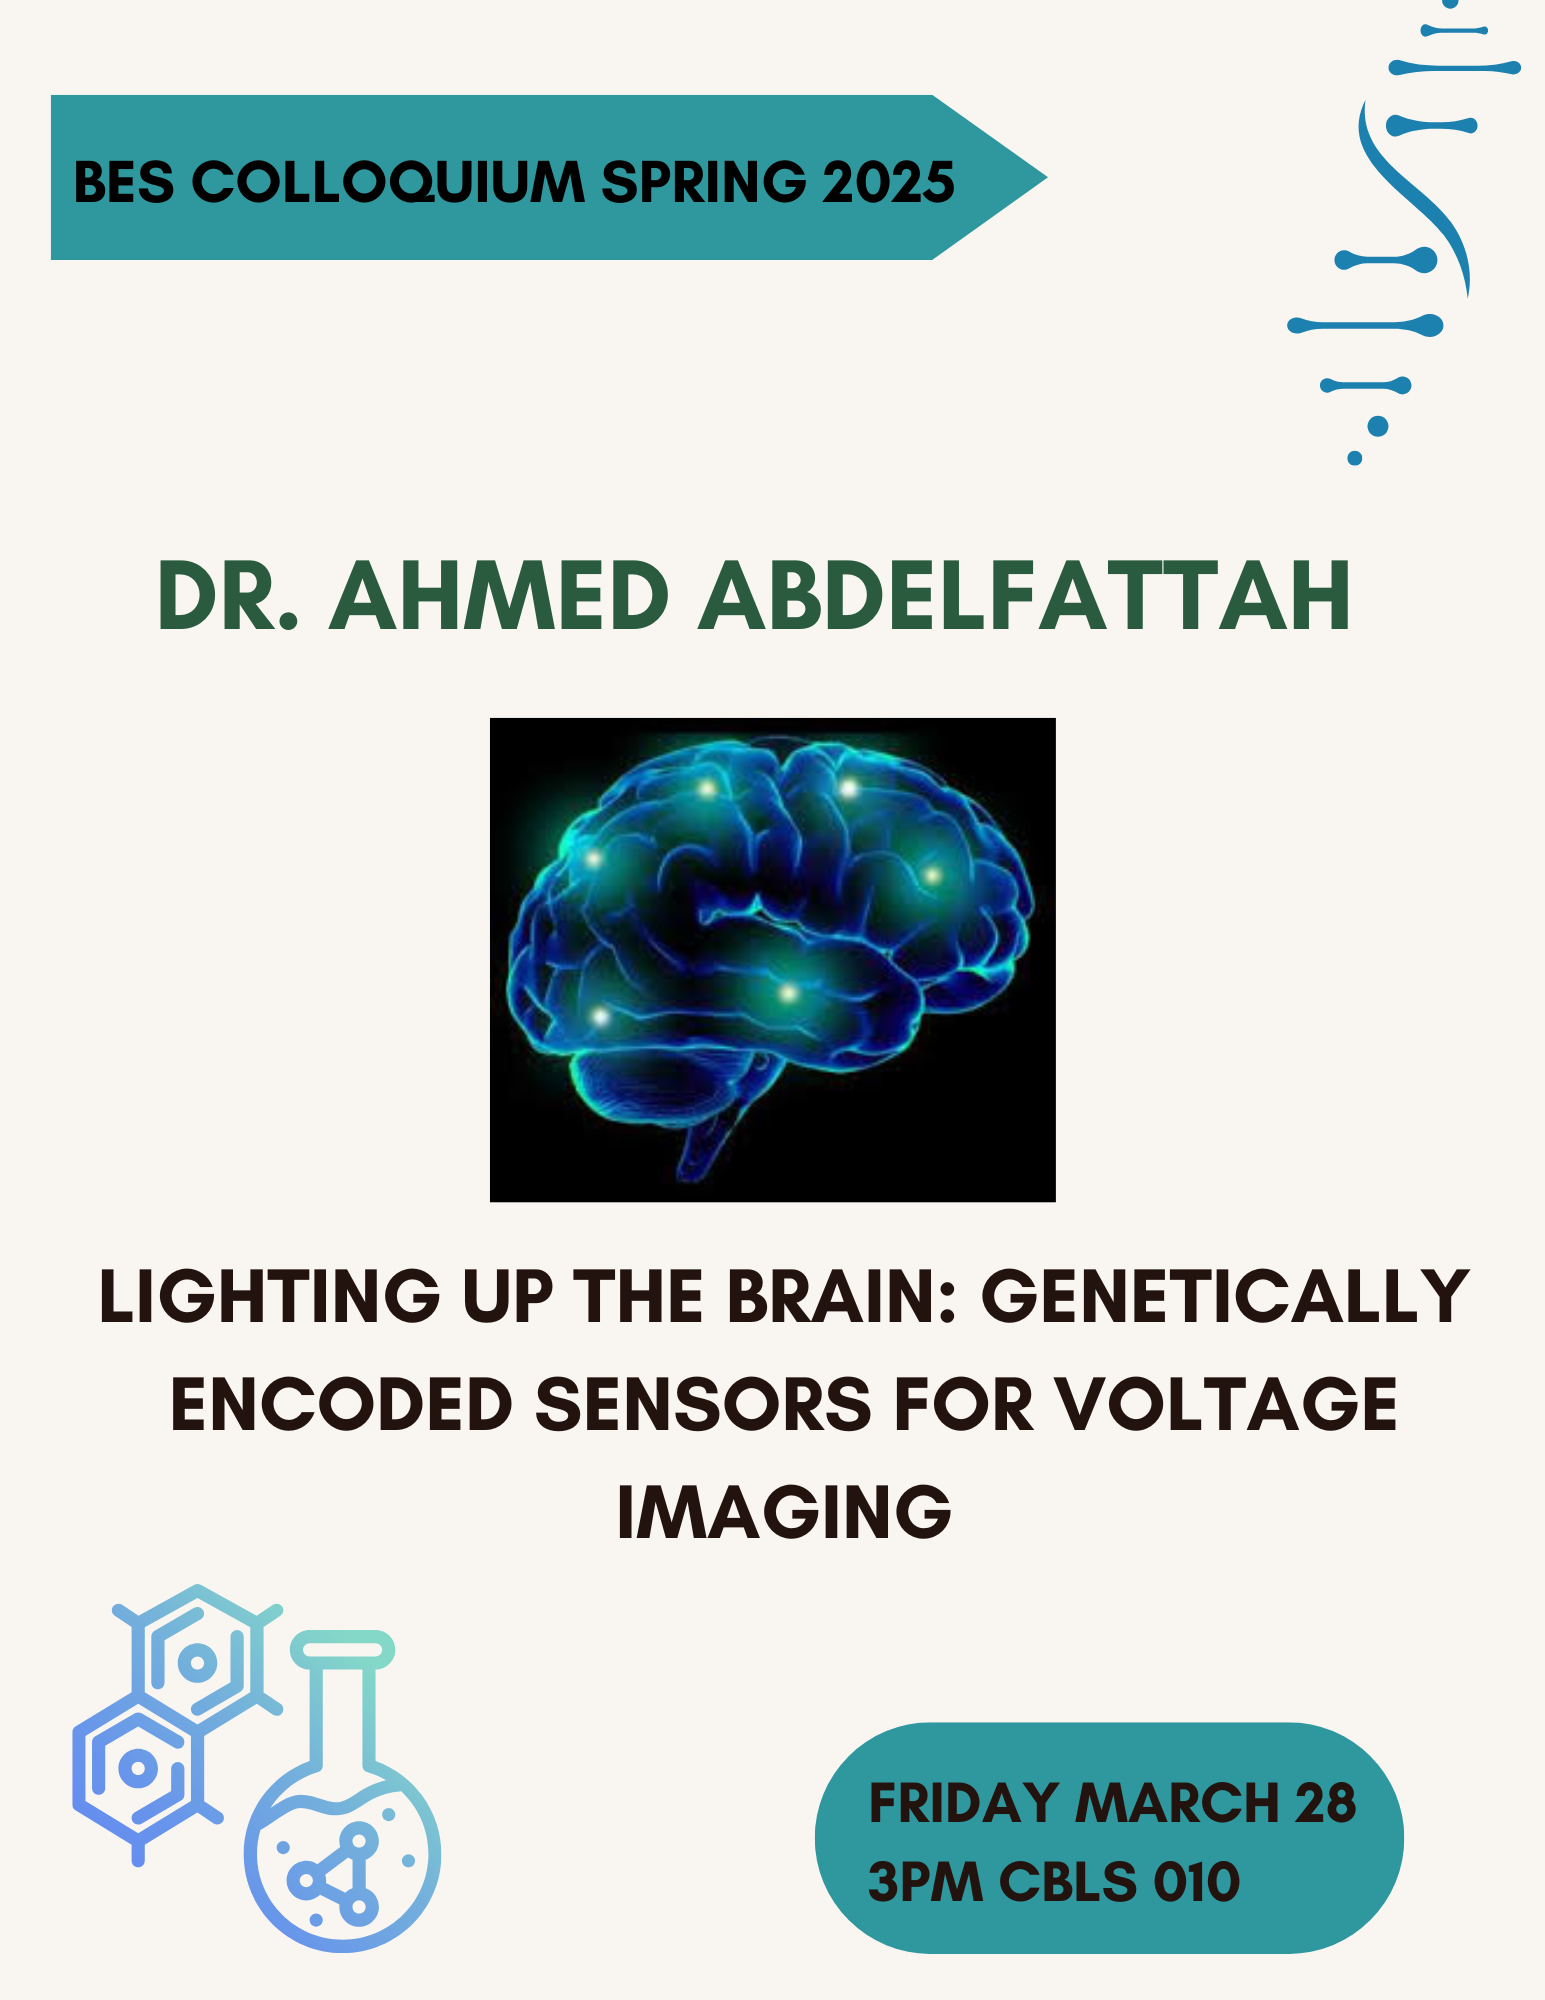 BES COLLOQUIUM SPRING 2025
DR. AHMED ABDELFATTAH
LIGHTING UP THE BRAIN: GENETICALLY
ENCODED SENSORS FOR VOLTAGE
IMAGING
FRIDAY MARCH 28
3PM CBLS 010